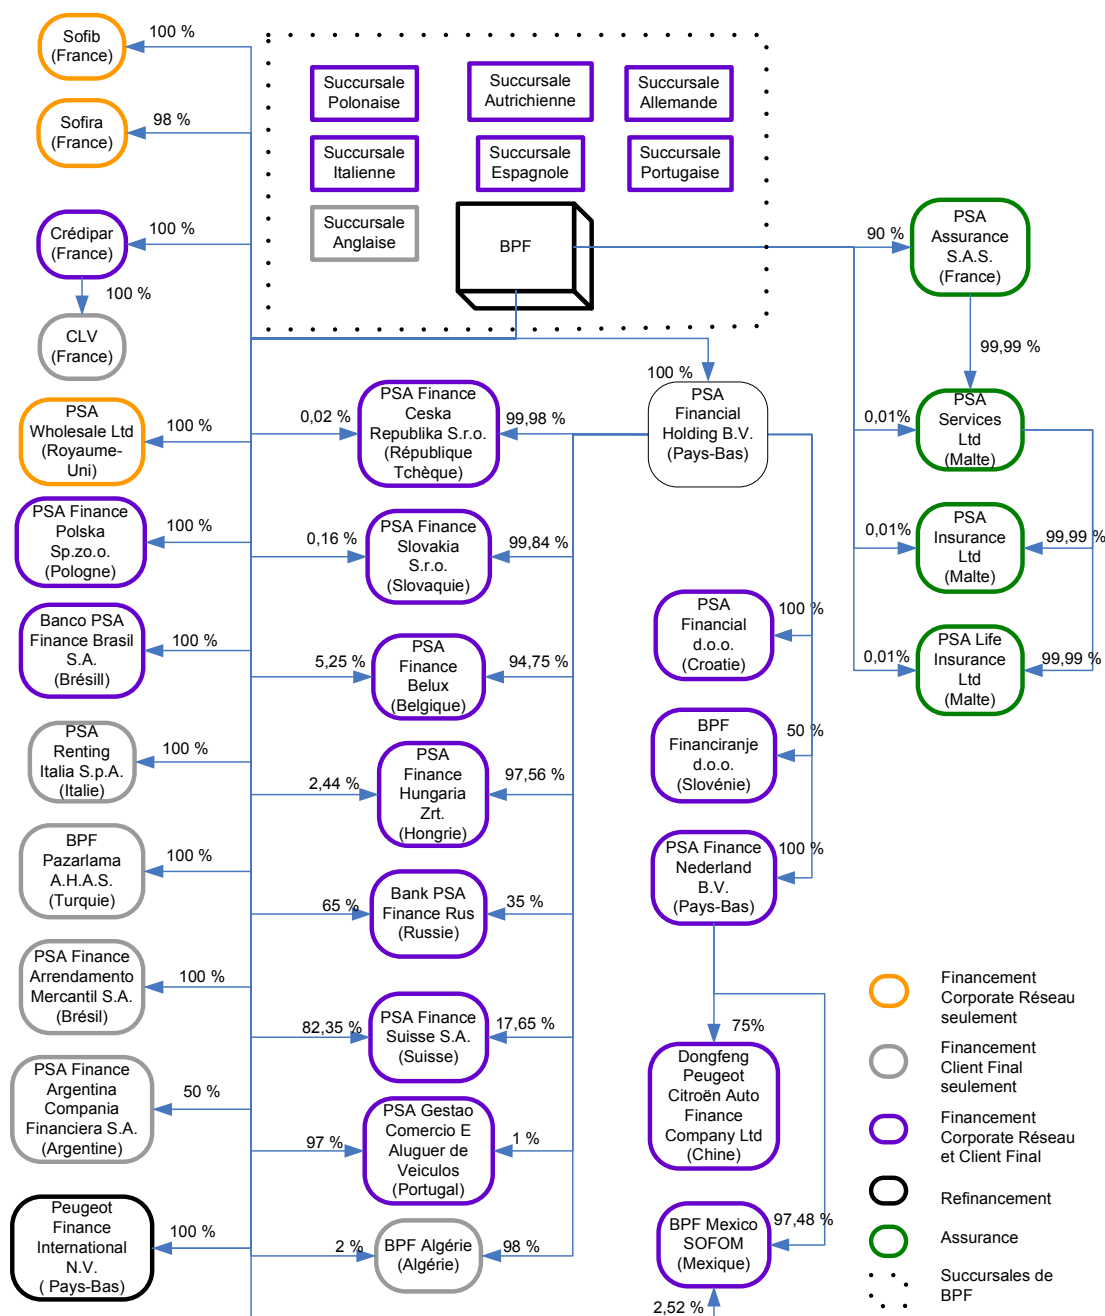 Sofib
(France)
100 %
Sofira
(France)
98 %
Crédipar
(France)
100 %
100 %
CLV
(France)
PSA
Wholesale Ltd
(Royaume-
Uni)
100 %
PSA Finance
Polska
Sp.zo.o.
(Pologne)
100 %
Banco PSA
Finance Brasil
S.A.
(Brésill)
100 %
PSA
Renting
Italia S.p.A.
(Italie)
100 %
BPF
Pazarlama
A.H.A.S.
(Turquie)
100 %
PSA Finance
Arrendamento
Mercantil S.A.
(Brésil)
100 %
PSA Finance
Argentina
Compania
Financiera S.A.
(Argentine)
50 %
Peugeot
Finance
International
N.V.
( Pays-Bas)
100 %
Succursale
Polonaise
Succursale
Autrichienne
Succursale
Allemande
Succursale
Italienne
Succursale
Espagnole
Succursale
Portugaise
Succursale
Anglaise
BPF
100 %
PSA
Financial
Holding B.V.
(Pays-Bas)
0,02 %
PSA Finance
Ceska
Republika S.r.o.
(République
Tchèque)
99,98 %
0,16 %
PSA Finance
Slovakia
S.r.o.
(Slovaquie)
99,84 %
5,25 %
PSA
Finance
Belux
(Belgique)
94,75 %
2,44 %
PSA
Finance
Hungaria
Zrt.
(Hongrie)
97,56 %
65 %
Bank PSA
Finance Rus
(Russie)
35 %
82,35 %
PSA Finance
Suisse S.A.
(Suisse)
17,65 %
97 %
PSA Gestao
Comercio E
Aluguer de
Veiculos
(Portugal)
1 %
2 %
BPF Algérie
(Algérie)
98 %
PSA
Financial
d.o.o.
(Croatie)
100 %
BPF
Financiranje
d.o.o.
(Slovénie)
50 %
PSA Finance
Nederland
B.V.
(Pays-Bas)
100 %
75%
Dongfeng
Peugeot
Citroën Auto
Finance
Company Ltd
(Chine)
BPF Mexico
SOFOM
(Mexique)
97,48 %
2,52 %
90 %
PSA
Assurance
S.A.S.
(France)
99,99 %
0,01%
PSA
Services
Ltd
(Malte)
0,01%
PSA
Insurance
Ltd
(Malte)
99,99 %
0,01%
PSA Life
Insurance
Ltd
(Malte)
99,99 %
Financement
Corporate Réseau
seulement
Financement
Client Final
seulement
Financement
Corporate Réseau
et Client Final
Refinancement
Assurance
Succursales de
BPF